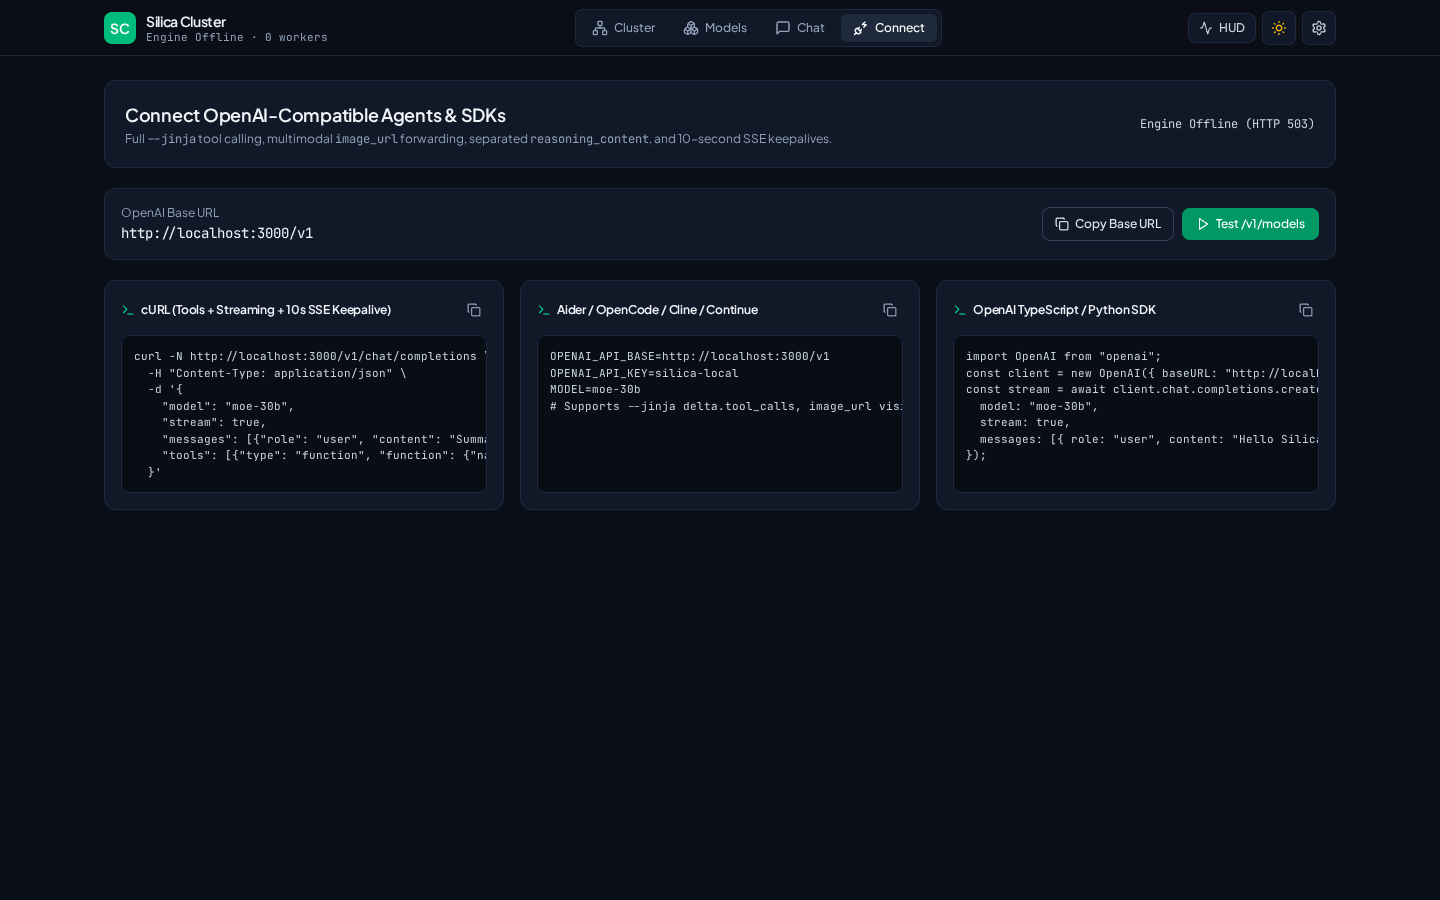 SC
Silica Cluster
Engine Offline · 0 workers
Cluster
Models
Chat
Connect
HUD
Connect OpenAI-Compatible Agents & SDKs
Full --jinja tool calling, multimodal image_url forwarding, separated reasoning_content, and 10-second SSE keepalives.
Engine Offline (HTTP 503)
OpenAI Base URL
http://localhost:3000/v1
Copy Base URL
Test /v1/models
cURL (Tools + Streaming + 10s SSE Keepalive)
curl -N http://localhost:3000/v1/chat/completions \
-H "Content-Type: application/json" \
-d '{
"model": "moe-30b",
"stream": true,
"messages": [{"role": "user", "content": "Summa
"tools": [{"type": "function", "function": {"na
}'
Aider / OpenCode / Cline / Continue
OPENAI_API_BASE=http://localhost:3000/v1
OPENAI_API_KEY=silica-local
MODEL=moe-30b
# Supports --jinja delta.tool_calls, image_url vis
OpenAI TypeScript / Python SDK
import OpenAI from "openai";
const client = new OpenAI({ baseURL: "http://local
const stream = await client.chat.completions.create
model: "moe-30b",
stream: true,
messages: [{ role: "user", content: "Hello Silica
});